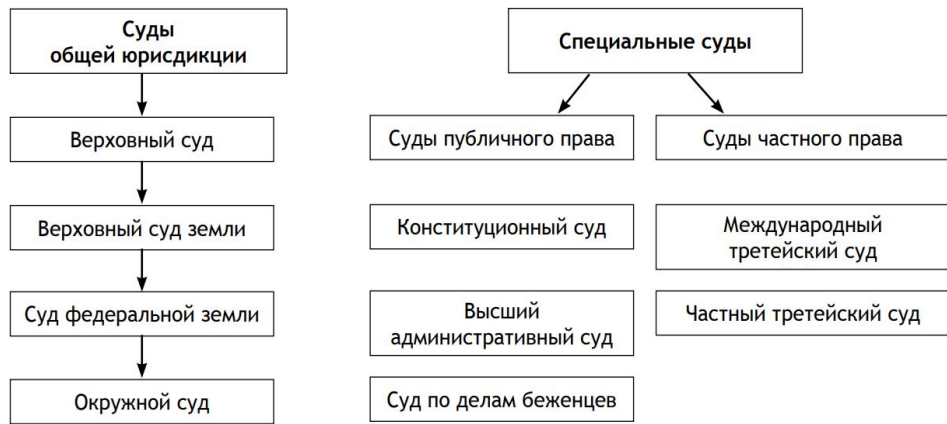 Суды
общей юрисдикции
Верховный суд
Верховный суд земли
Суд федеральной земли
Окружной суд
Специальные суды
Суды публичного права
Суды частного права
Конституционный суд
Международный
третейский суд
Высший
административный суд
Частный третейский суд
Суд по делам беженцев